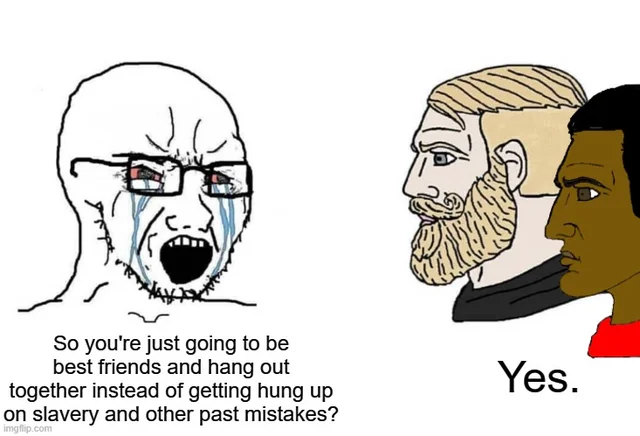 So you're just going to be
best friends and hang out
together instead of getting hung up
on slavery and other past mistakes?
Yes.
imgflip.com